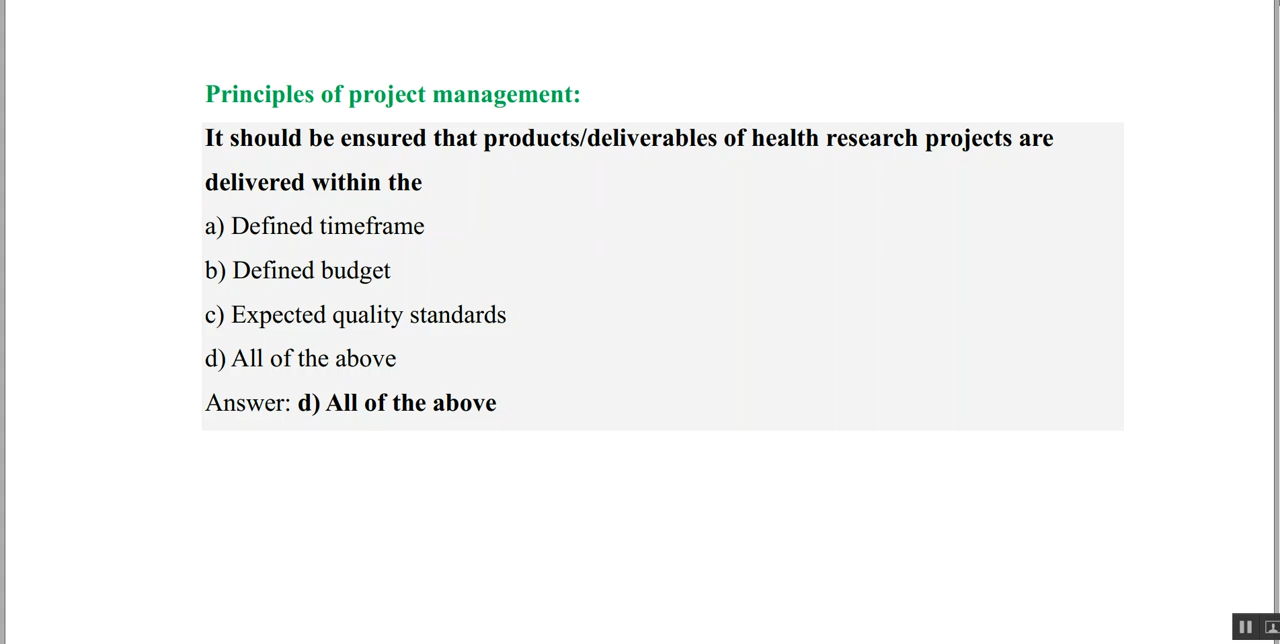 Principles of project management:
It should be ensured that products/deliverables of health research projects are
delivered within the
a) Defined timeframe
b) Defined budget
c) Expected quality standards
d) All of the above
Answer: d) All of the above